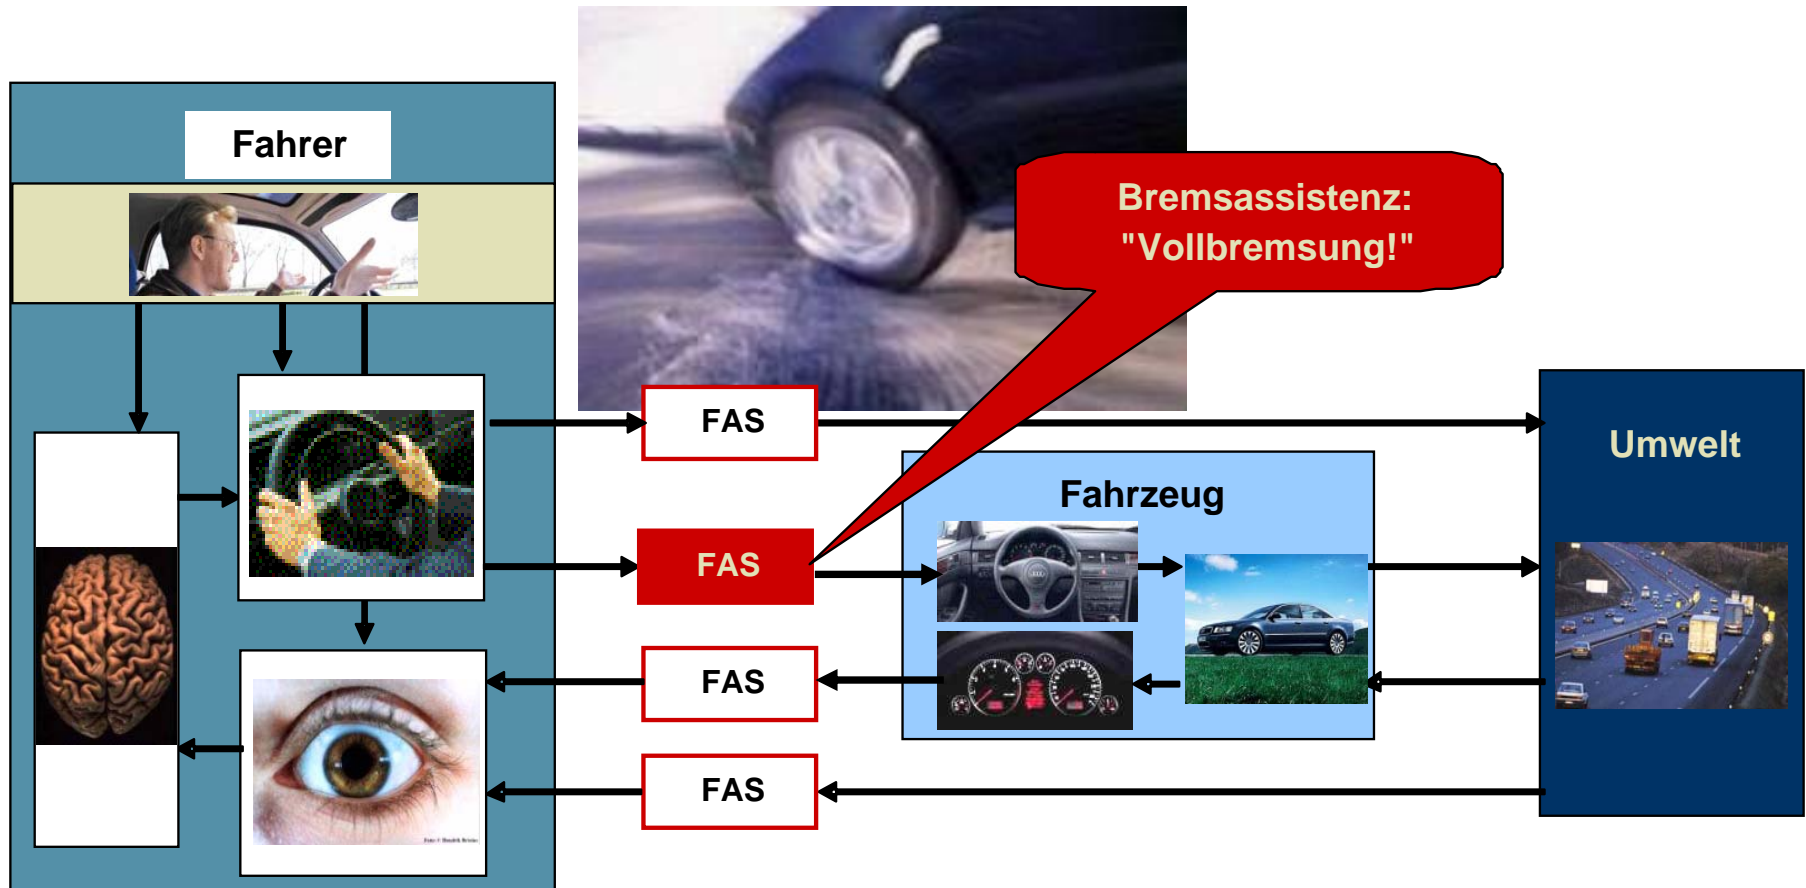 Fahrer
Bremsassistenz:
"Vollbremsung!"
FAS
Umwelt
Fahrzeug
FAS
FAS
FAS